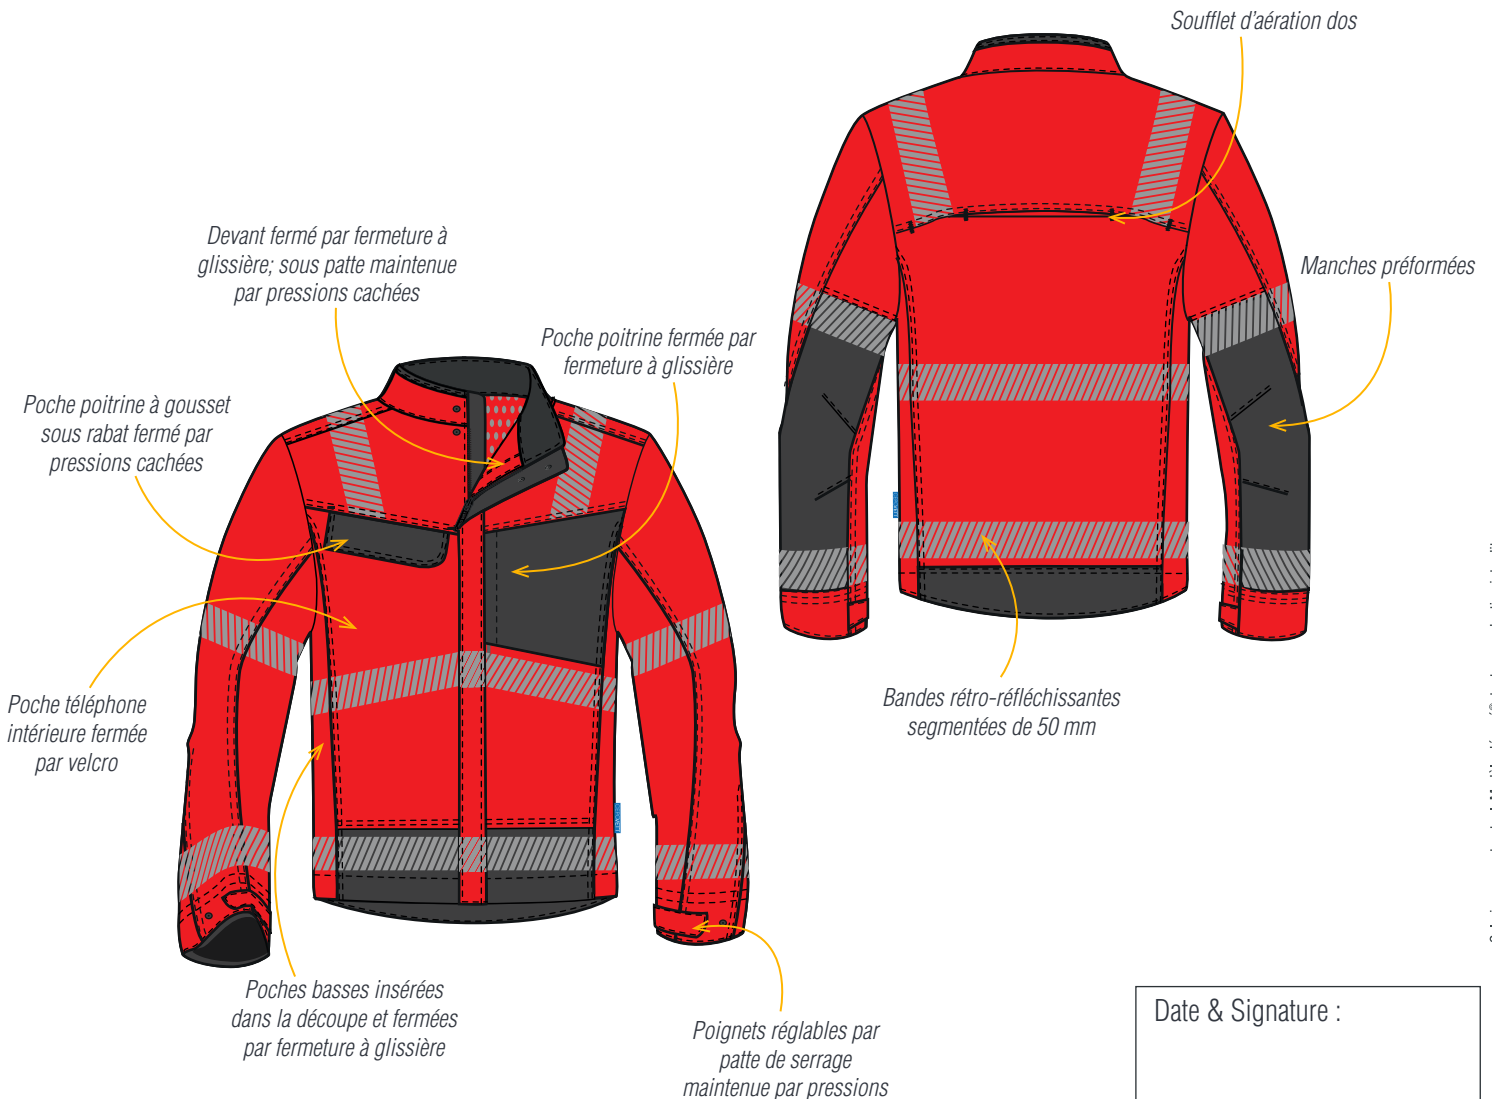 Soufflet d'aération dos
Devant fermé par fermeture à
glissière; sous patte maintenue
par pressions cachées
Manches préformées
Poche poitrine fermée par
fermeture à glissière
Poche poitrine à gousset
sous rabat fermé par
pressions cachées
Poche téléphone
intérieure fermée
par velcro
Bandes rétro-réfléchissantes
segmentées de 50 mm
Poches basses insérées
dans la découpe et fermées
par fermeture à glissière
Poignets réglables par
patte de serrage
maintenue par pressions
Date & Signature :